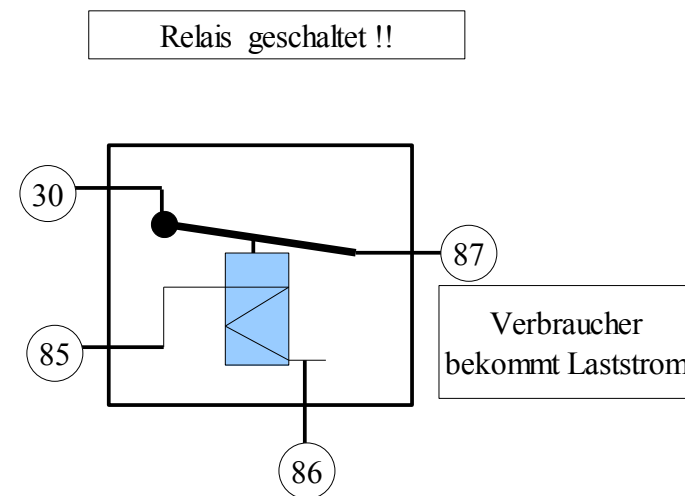 Relais geschaltet !!
30
87
85
Verbraucher
bekommt Laststrom
86